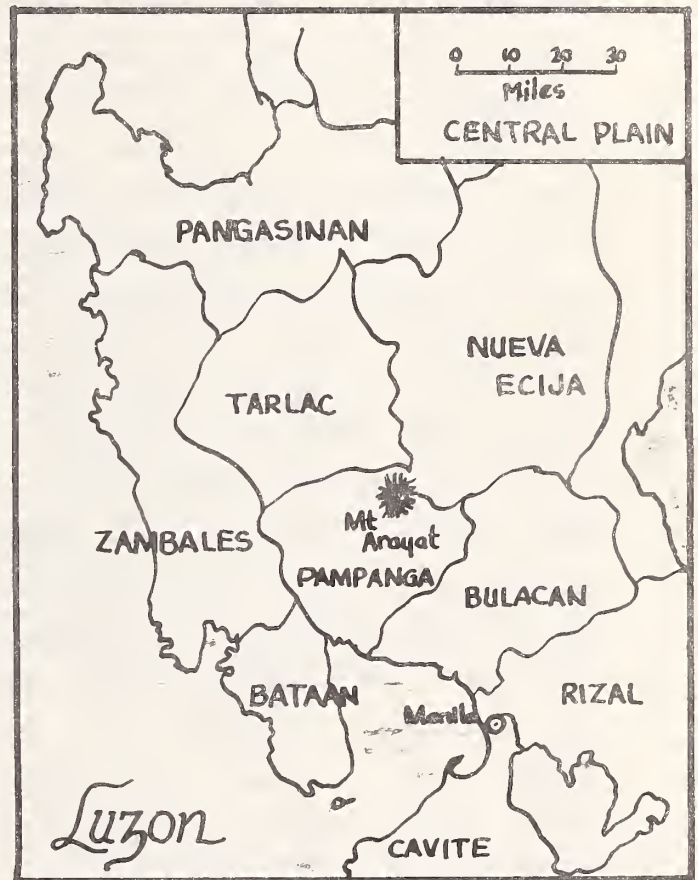 0 10 20 30
Miles
CENTRAL PLAIN
PANGASINAN
NUEVA
ECIJA
TARLAC
Mt
Arayat
ZAMBALES
PAMPANGA
BULACAN
BATAAN
Manila
RIZAL
Luzon
CAVITE